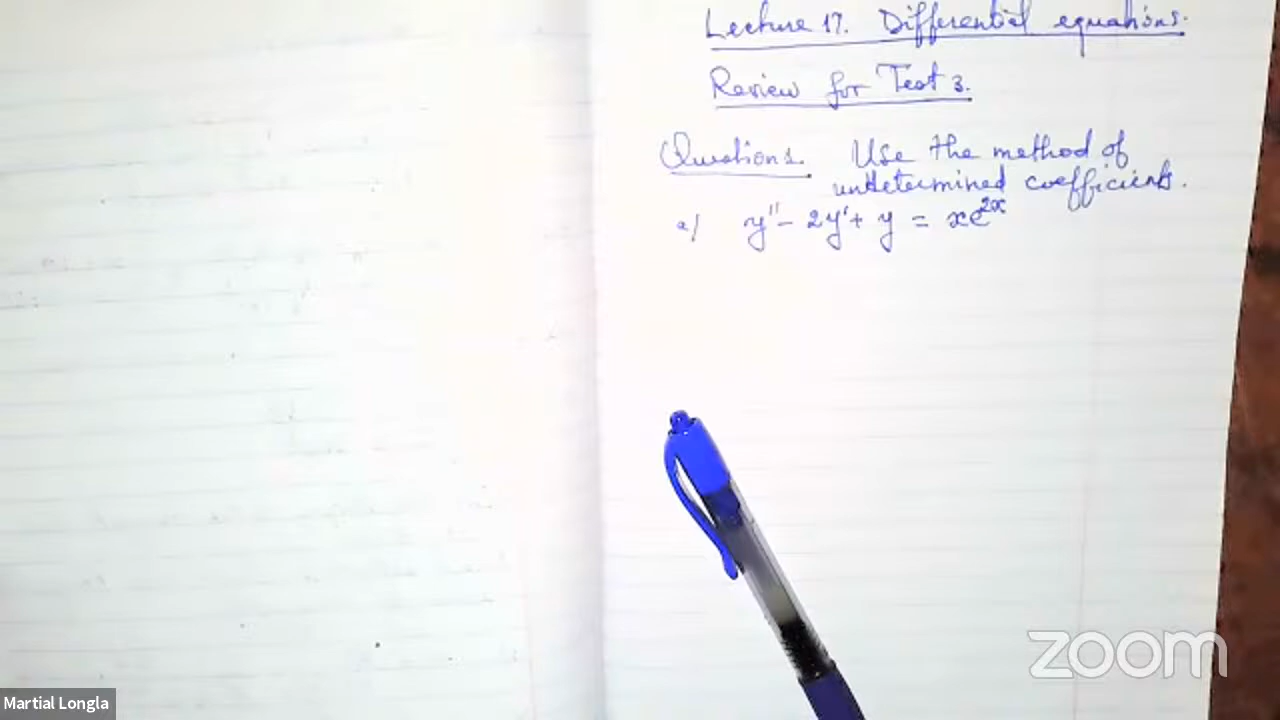 Lecture 17. Differential equations.
Review for Test 3.
Questions. Use the method of
undetermined coefficients.
a/ y'' - 2y' + y = xe^{2x}
zoom
Martial Longla